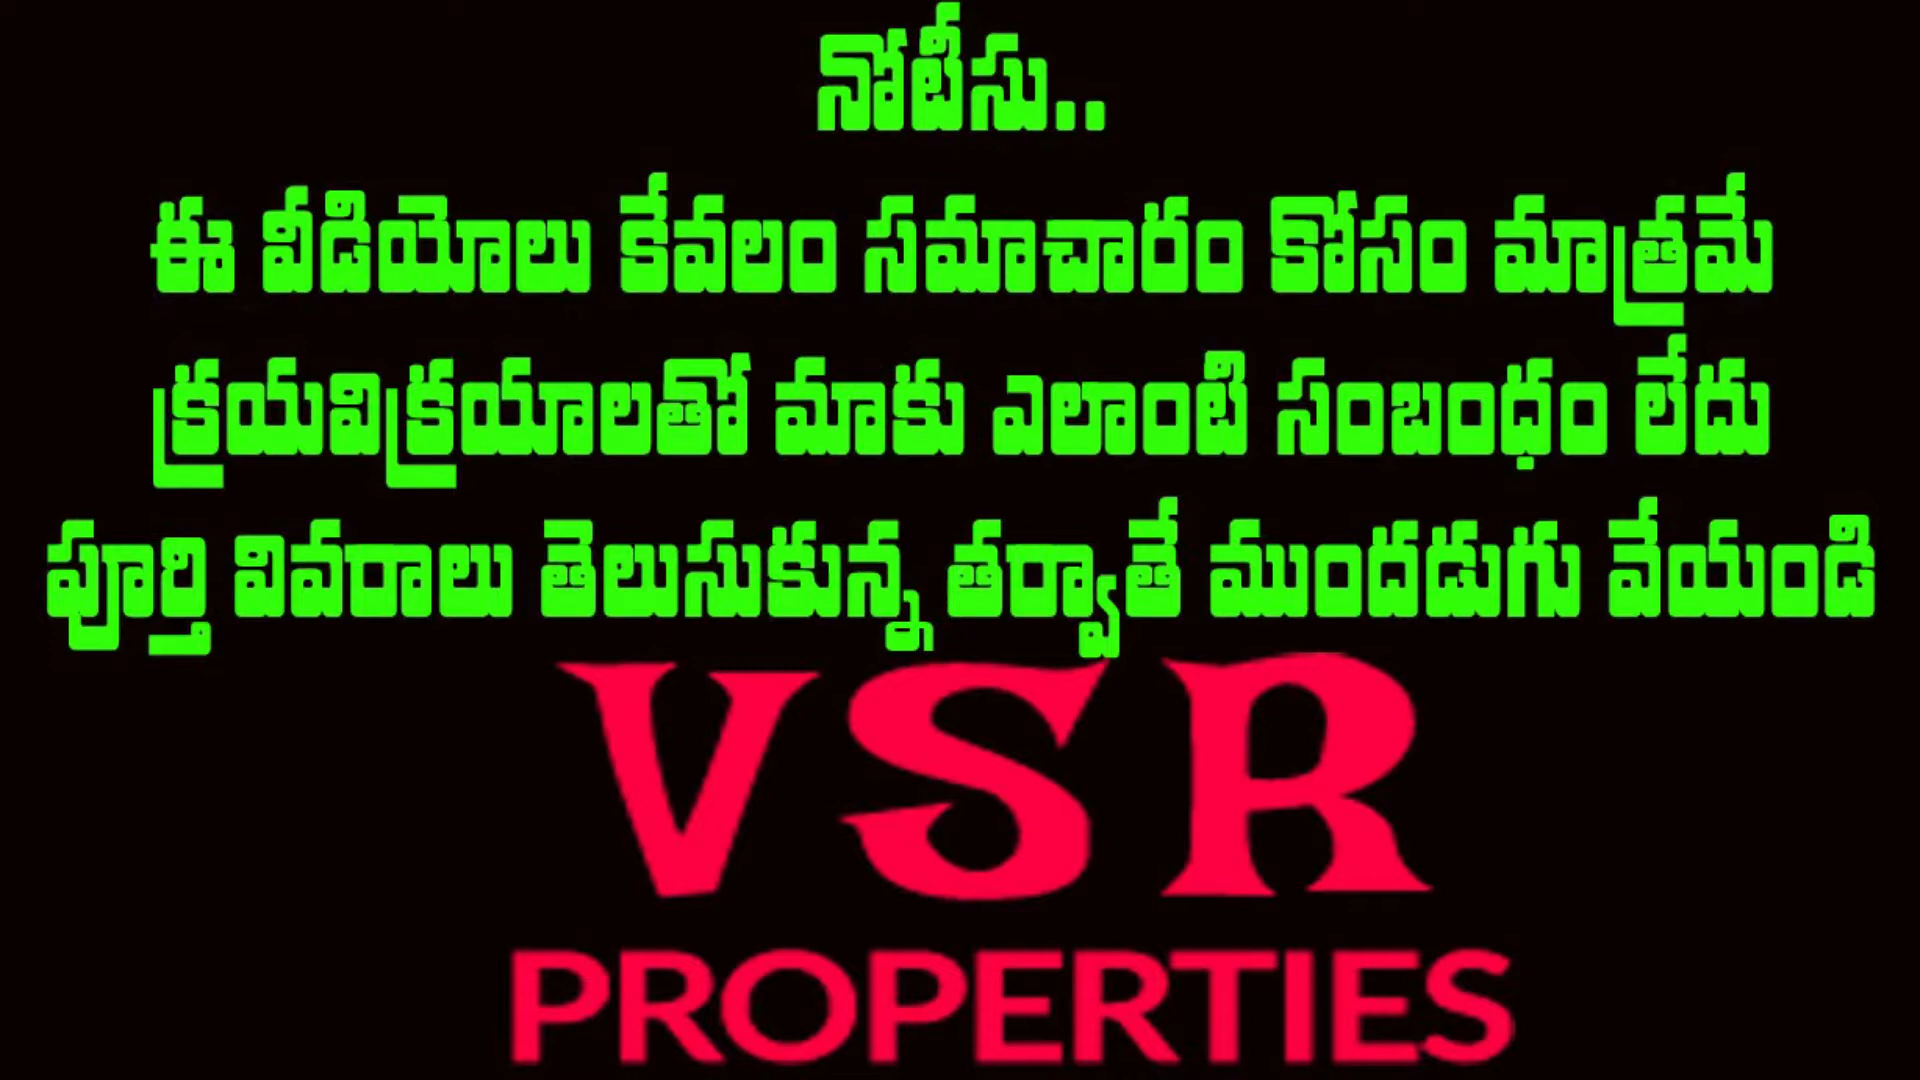 నోటీసు..
ఈ వీడియోలు కేవలం సమాచారం కోసం మాత్రమే
క్రయవిక్రయాలతో మాకు ఎలాంటి సంబంధం లేదు
పూర్తి వివరాలు తెలుసుకున్న తర్వాతే ముందడుగు వేయండి
VSR
PROPERTIES